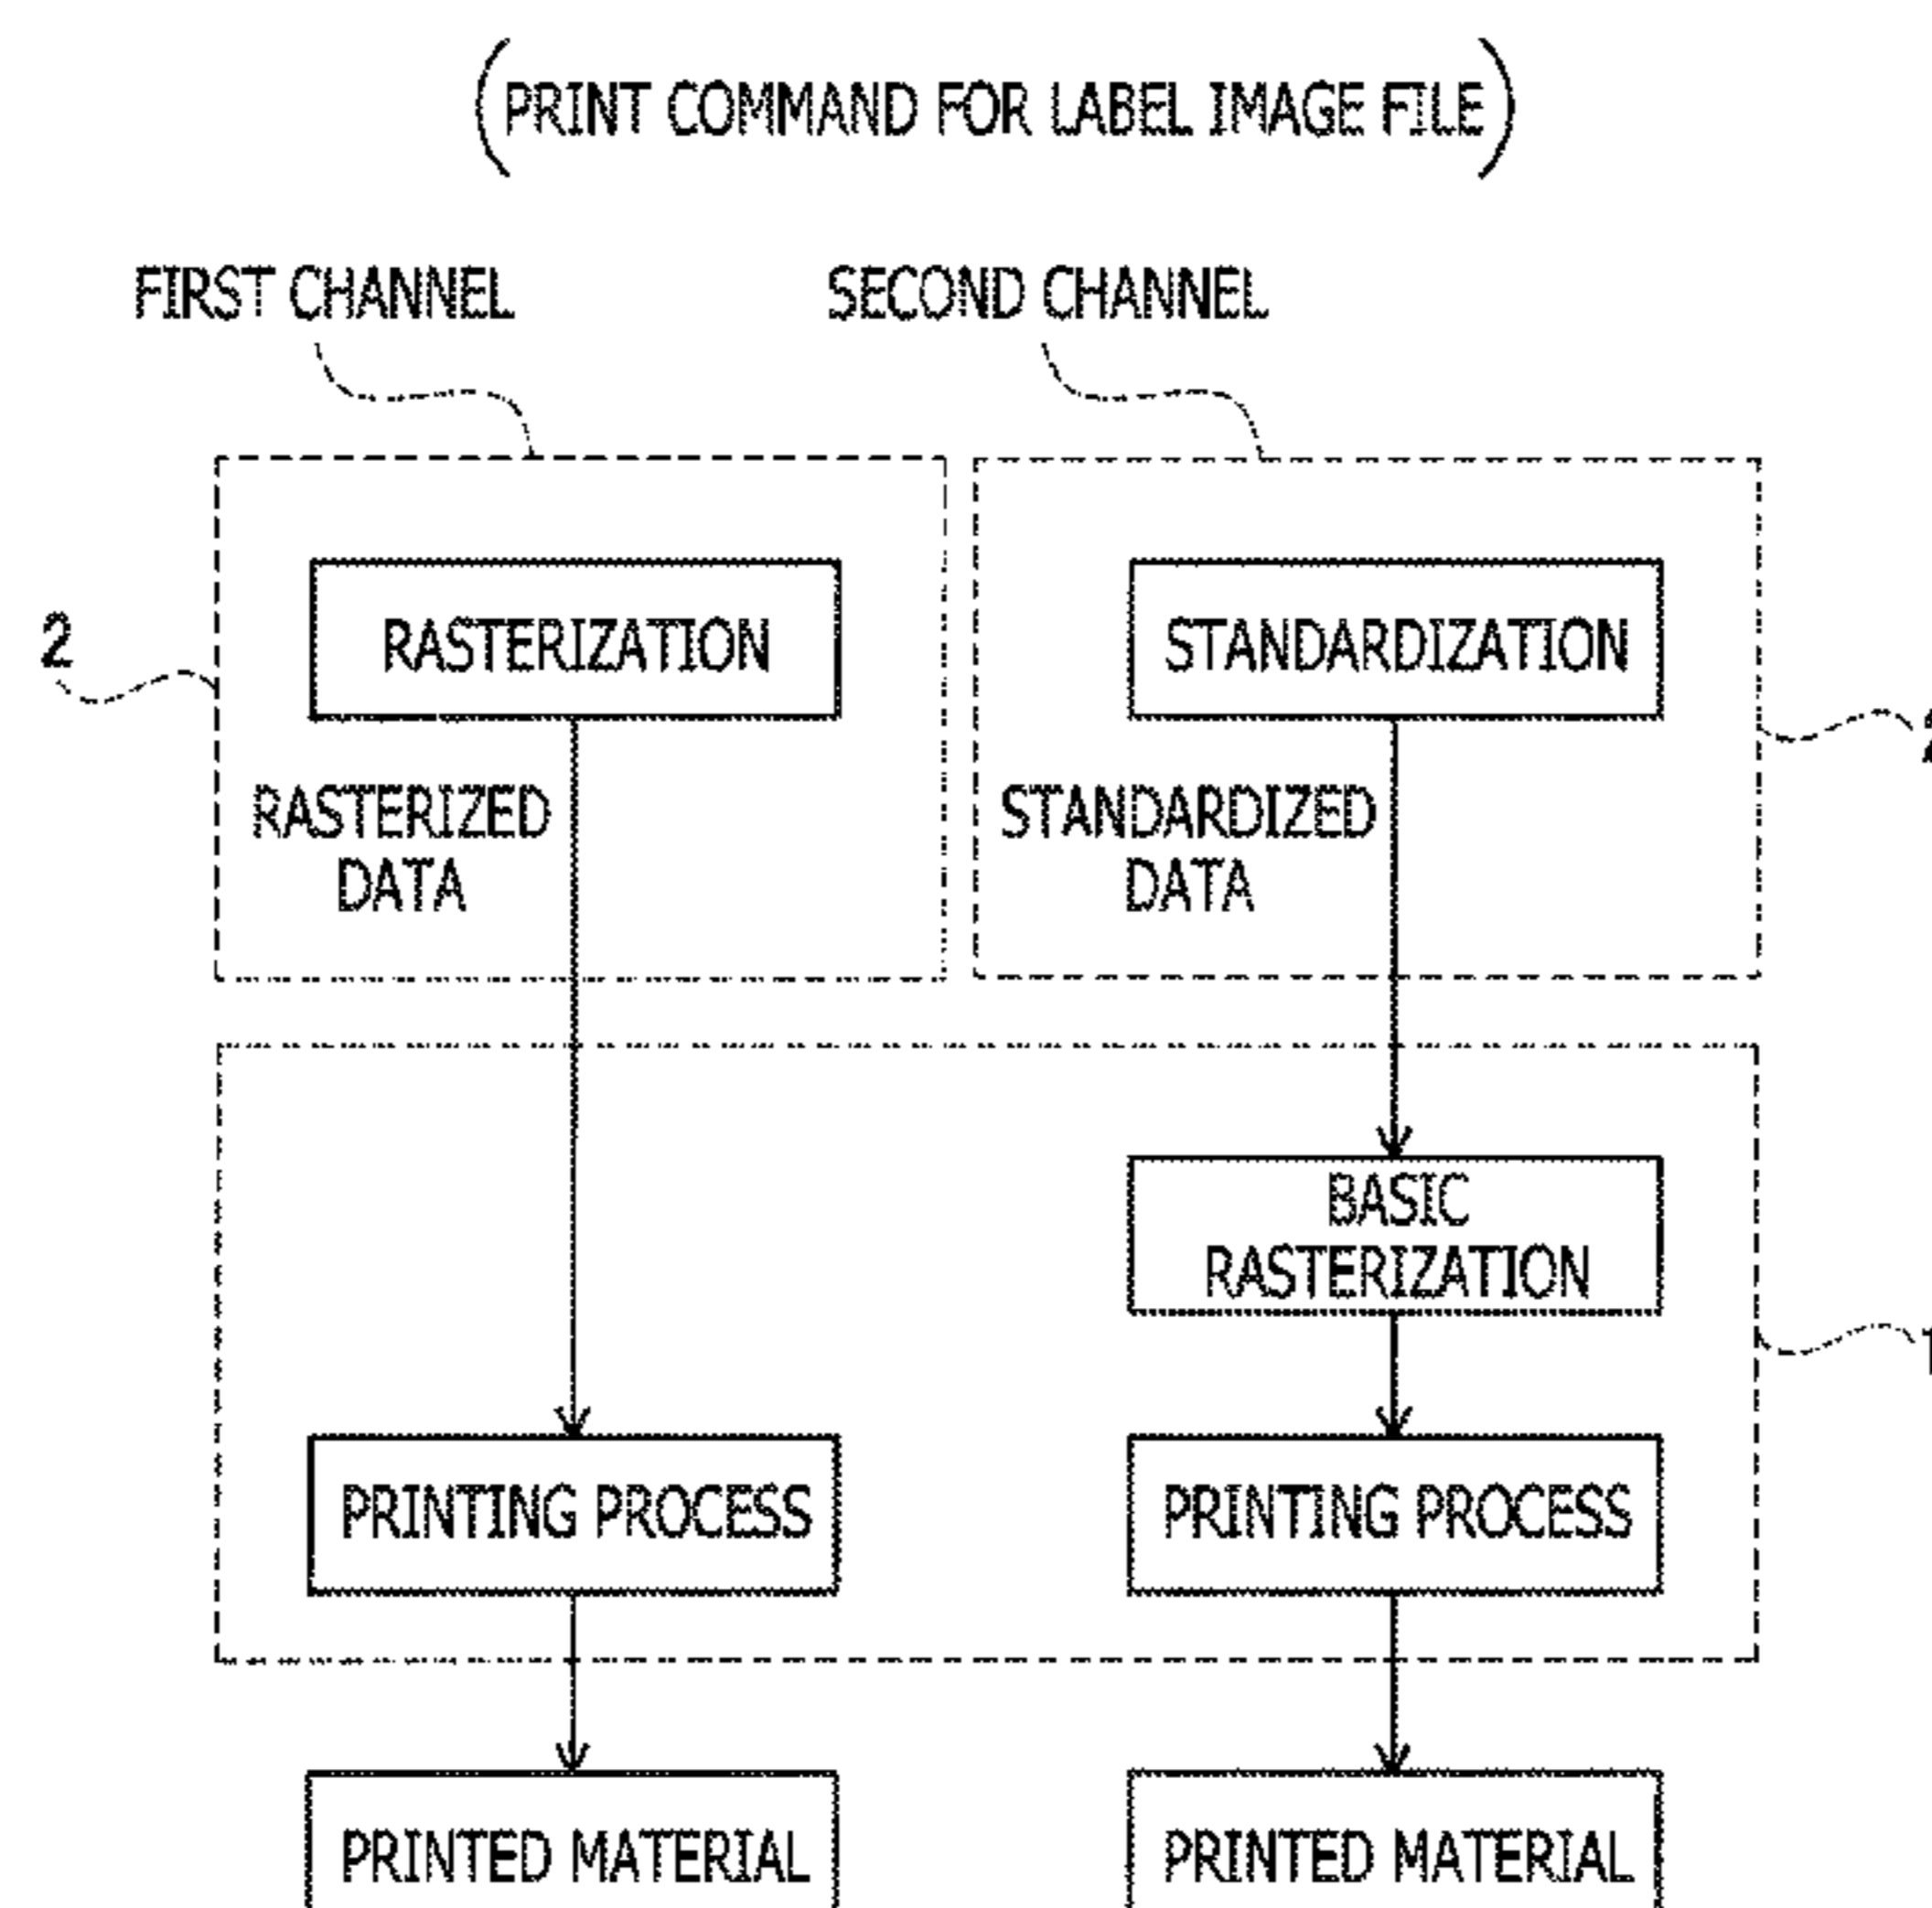 (PRINT COMMAND FOR LABEL IMAGE FILE)
FIRST CHANNEL
SECOND CHANNEL
2
RASTERIZATION
STANDARDIZATION
RASTERIZED
DATA
STANDARDIZED
DATA
BASIC
RASTERIZATION
PRINTING PROCESS
PRINTING PROCESS
PRINTED MATERIAL
PRINTED MATERIAL